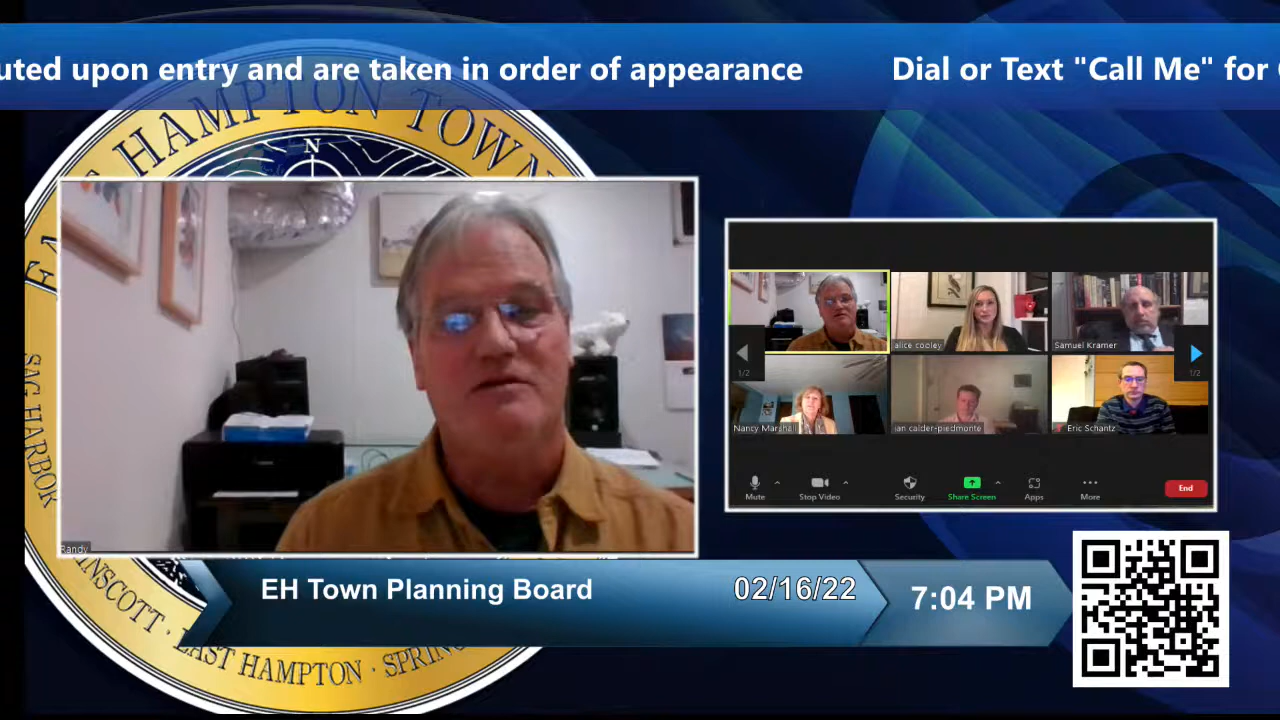 uted upon entry and are taken in order of appearance
Dial or Text "Call Me" for
HAMPTON TOWN
N
SAG HARBOR
INSCOTT · EAST HAMPTON · SPRIN
Randy
alice cooley
Samuel Kramer
1/2
1/2
Nancy Marshall
ian calder-piedmonte
Eric Schantz
Mute
Stop Video
Security
Share Screen
Apps
More
End
EH Town Planning Board
02/16/22
7:04 PM